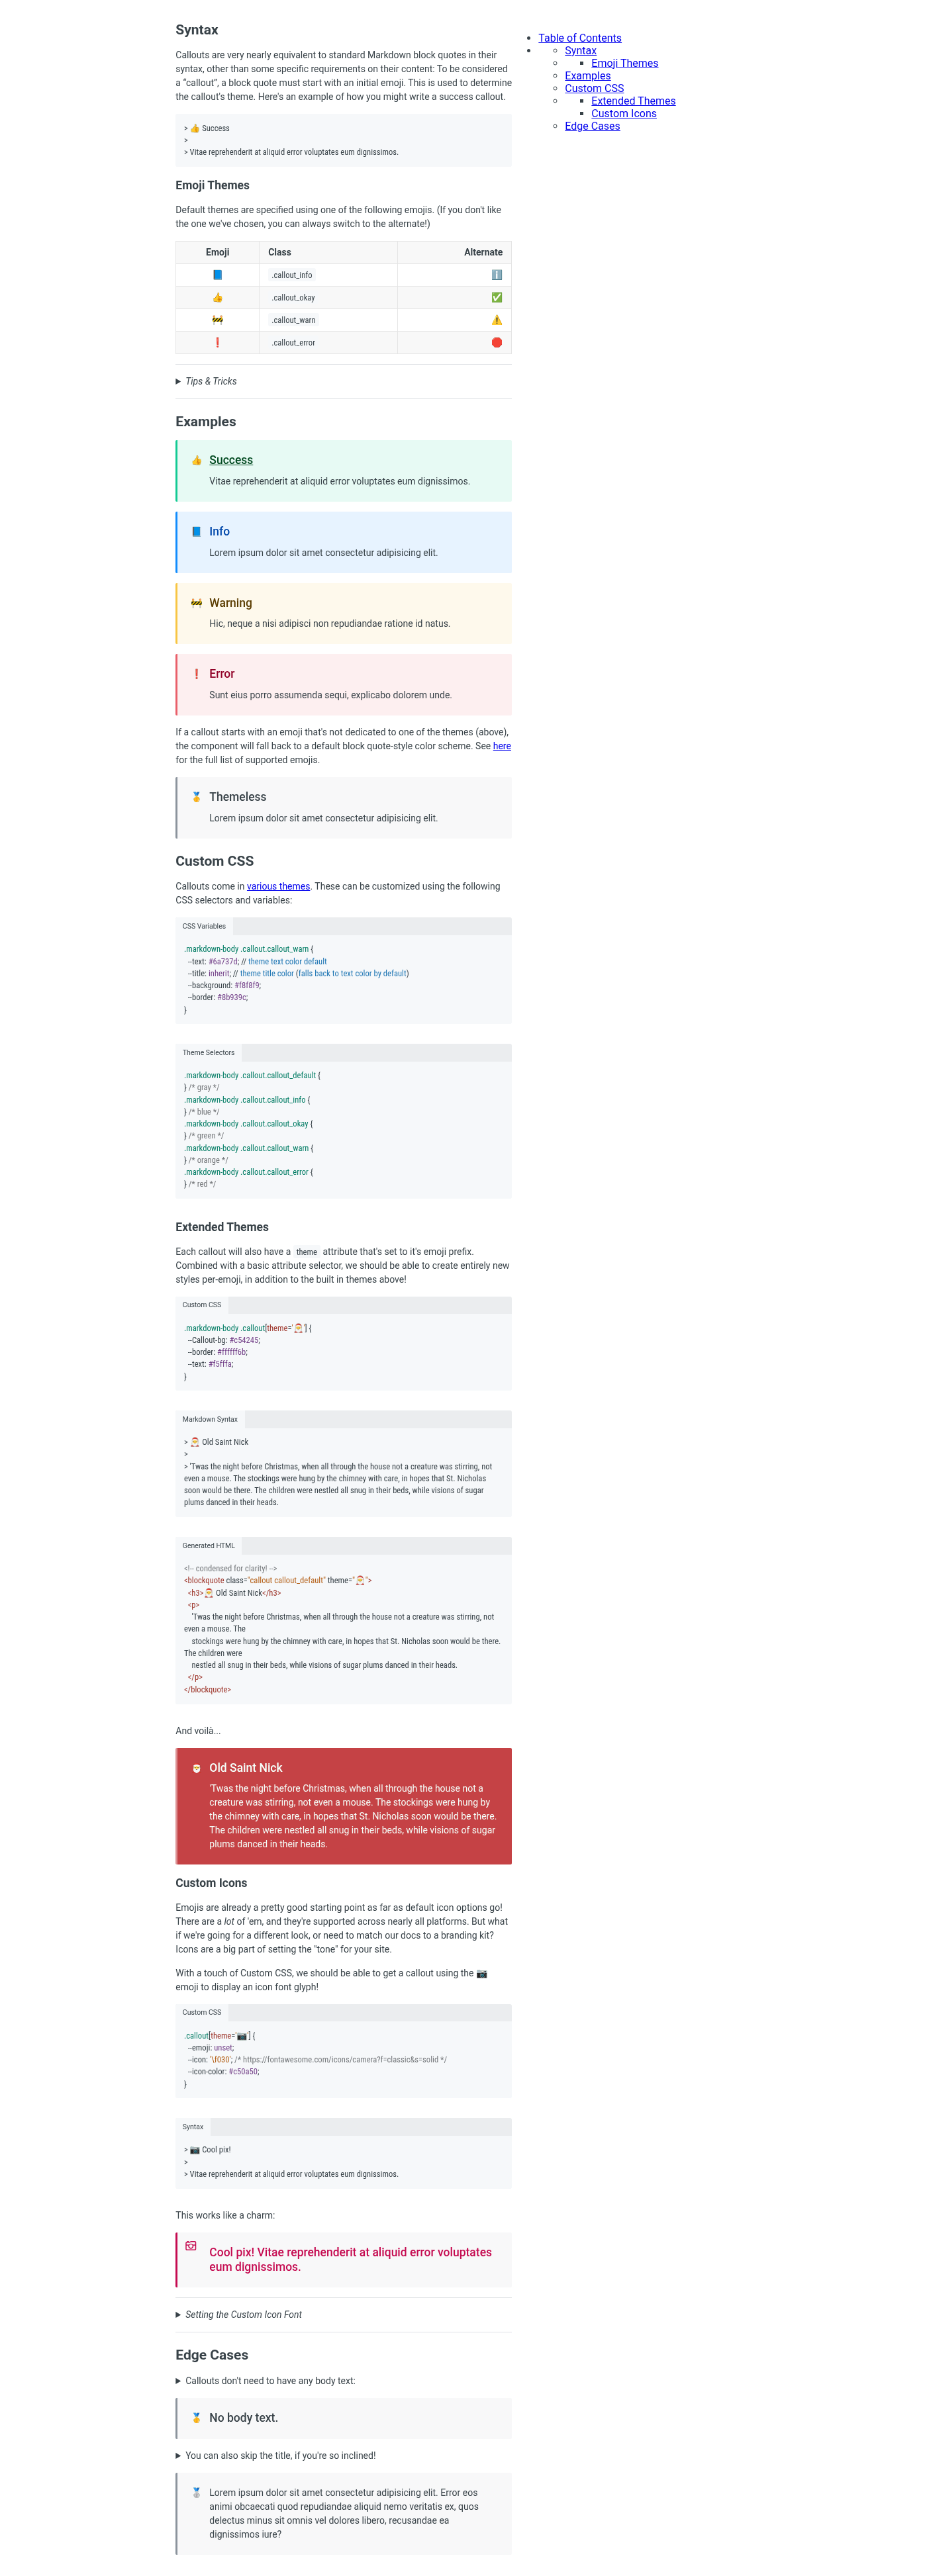 Syntax
Callouts are very nearly equivalent to standard Markdown block quotes in their
syntax, other than some specific requirements on their content: To be considered
a “callout”, a block quote must start with an initial emoji. This is used to determine
the callout's theme. Here's an example of how you might write a success callout.
> 👍 Success
>
> Vitae reprehenderit at aliquid error voluptates eum dignissimos.
Emoji Themes
Default themes are specified using one of the following emojis. (If you don't like
the one we've chosen, you can always switch to the alternate!)
Emoji Class Alternate
📘 .callout_info ℹ️
👍 .callout_okay ✅
🚧 .callout_warn ⚠️
❗ .callout_error 🛑
Tips & Tricks
Examples
👍 Success
Vitae reprehenderit at aliquid error voluptates eum dignissimos.
📘 Info
Lorem ipsum dolor sit amet consectetur adipisicing elit.
🚧 Warning
Hic, neque a nisi adipisci non repudiandae ratione id natus.
❗ Error
Sunt eius porro assumenda sequi, explicabo dolorem unde.
If a callout starts with an emoji that's not dedicated to one of the themes (above),
the component will fall back to a default block quote-style color scheme. See here
for the full list of supported emojis.
🥇 Themeless
Lorem ipsum dolor sit amet consectetur adipisicing elit.
Custom CSS
Callouts come in various themes. These can be customized using the following
CSS selectors and variables:
CSS Variables
.markdown-body .callout.callout_warn {
--text: #6a737d; // theme text color default
--title: inherit; // theme title color (falls back to text color by default)
--background: #f8f8f9;
--border: #8b939c;
}
Theme Selectors
.markdown-body .callout.callout_default {
} /* gray */
.markdown-body .callout.callout_info {
} /* blue */
.markdown-body .callout.callout_okay {
} /* green */
.markdown-body .callout.callout_warn {
} /* orange */
.markdown-body .callout.callout_error {
} /* red */
Extended Themes
Each callout will also have a theme attribute that's set to it's emoji prefix.
Combined with a basic attribute selector, we should be able to create entirely new
styles per-emoji, in addition to the built in themes above!
Custom CSS
.markdown-body .callout[theme='🎅'] {
--Callout-bg: #c54245;
--border: #ffffff6b;
--text: #f5fffa;
}
Markdown Syntax
> 🎅 Old Saint Nick
>
> 'Twas the night before Christmas, when all through the house not a creature was stirring, not
even a mouse. The stockings were hung by the chimney with care, in hopes that St. Nicholas
soon would be there. The children were nestled all snug in their beds, while visions of sugar
plums danced in their heads.
Generated HTML
<!-- condensed for clarity! -->
<blockquote class="callout callout_default" theme="🎅">
<h3>🎅 Old Saint Nick</h3>
<p>
'Twas the night before Christmas, when all through the house not a creature was stirring, not
even a mouse. The
stockings were hung by the chimney with care, in hopes that St. Nicholas soon would be there.
The children were
nestled all snug in their beds, while visions of sugar plums danced in their heads.
</p>
</blockquote>
And voilà...
🎅 Old Saint Nick
'Twas the night before Christmas, when all through the house not a
creature was stirring, not even a mouse. The stockings were hung by
the chimney with care, in hopes that St. Nicholas soon would be there.
The children were nestled all snug in their beds, while visions of sugar
plums danced in their heads.
Custom Icons
Emojis are already a pretty good starting point as far as default icon options go!
There are a lot of 'em, and they're supported across nearly all platforms. But what
if we're going for a different look, or need to match our docs to a branding kit?
Icons are a big part of setting the "tone" for your site.
With a touch of Custom CSS, we should be able to get a callout using the 📷
emoji to display an icon font glyph!
Custom CSS
.callout[theme='📷'] {
--emoji: unset;
--icon: '\f030'; /* https://fontawesome.com/icons/camera?f=classic&s=solid */
--icon-color: #c50a50;
}
Syntax
> 📷 Cool pix!
>
> Vitae reprehenderit at aliquid error voluptates eum dignissimos.
This works like a charm:
Cool pix! Vitae reprehenderit at aliquid error voluptates
eum dignissimos.
Setting the Custom Icon Font
Edge Cases
Callouts don't need to have any body text:
🥇 No body text.
You can also skip the title, if you're so inclined!
🥈 Lorem ipsum dolor sit amet consectetur adipisicing elit. Error eos
animi obcaecati quod repudiandae aliquid nemo veritatis ex, quos
delectus minus sit omnis vel dolores libero, recusandae ea
dignissimos iure?
Table of Contents
Syntax
Emoji Themes
Examples
Custom CSS
Extended Themes
Custom Icons
Edge Cases